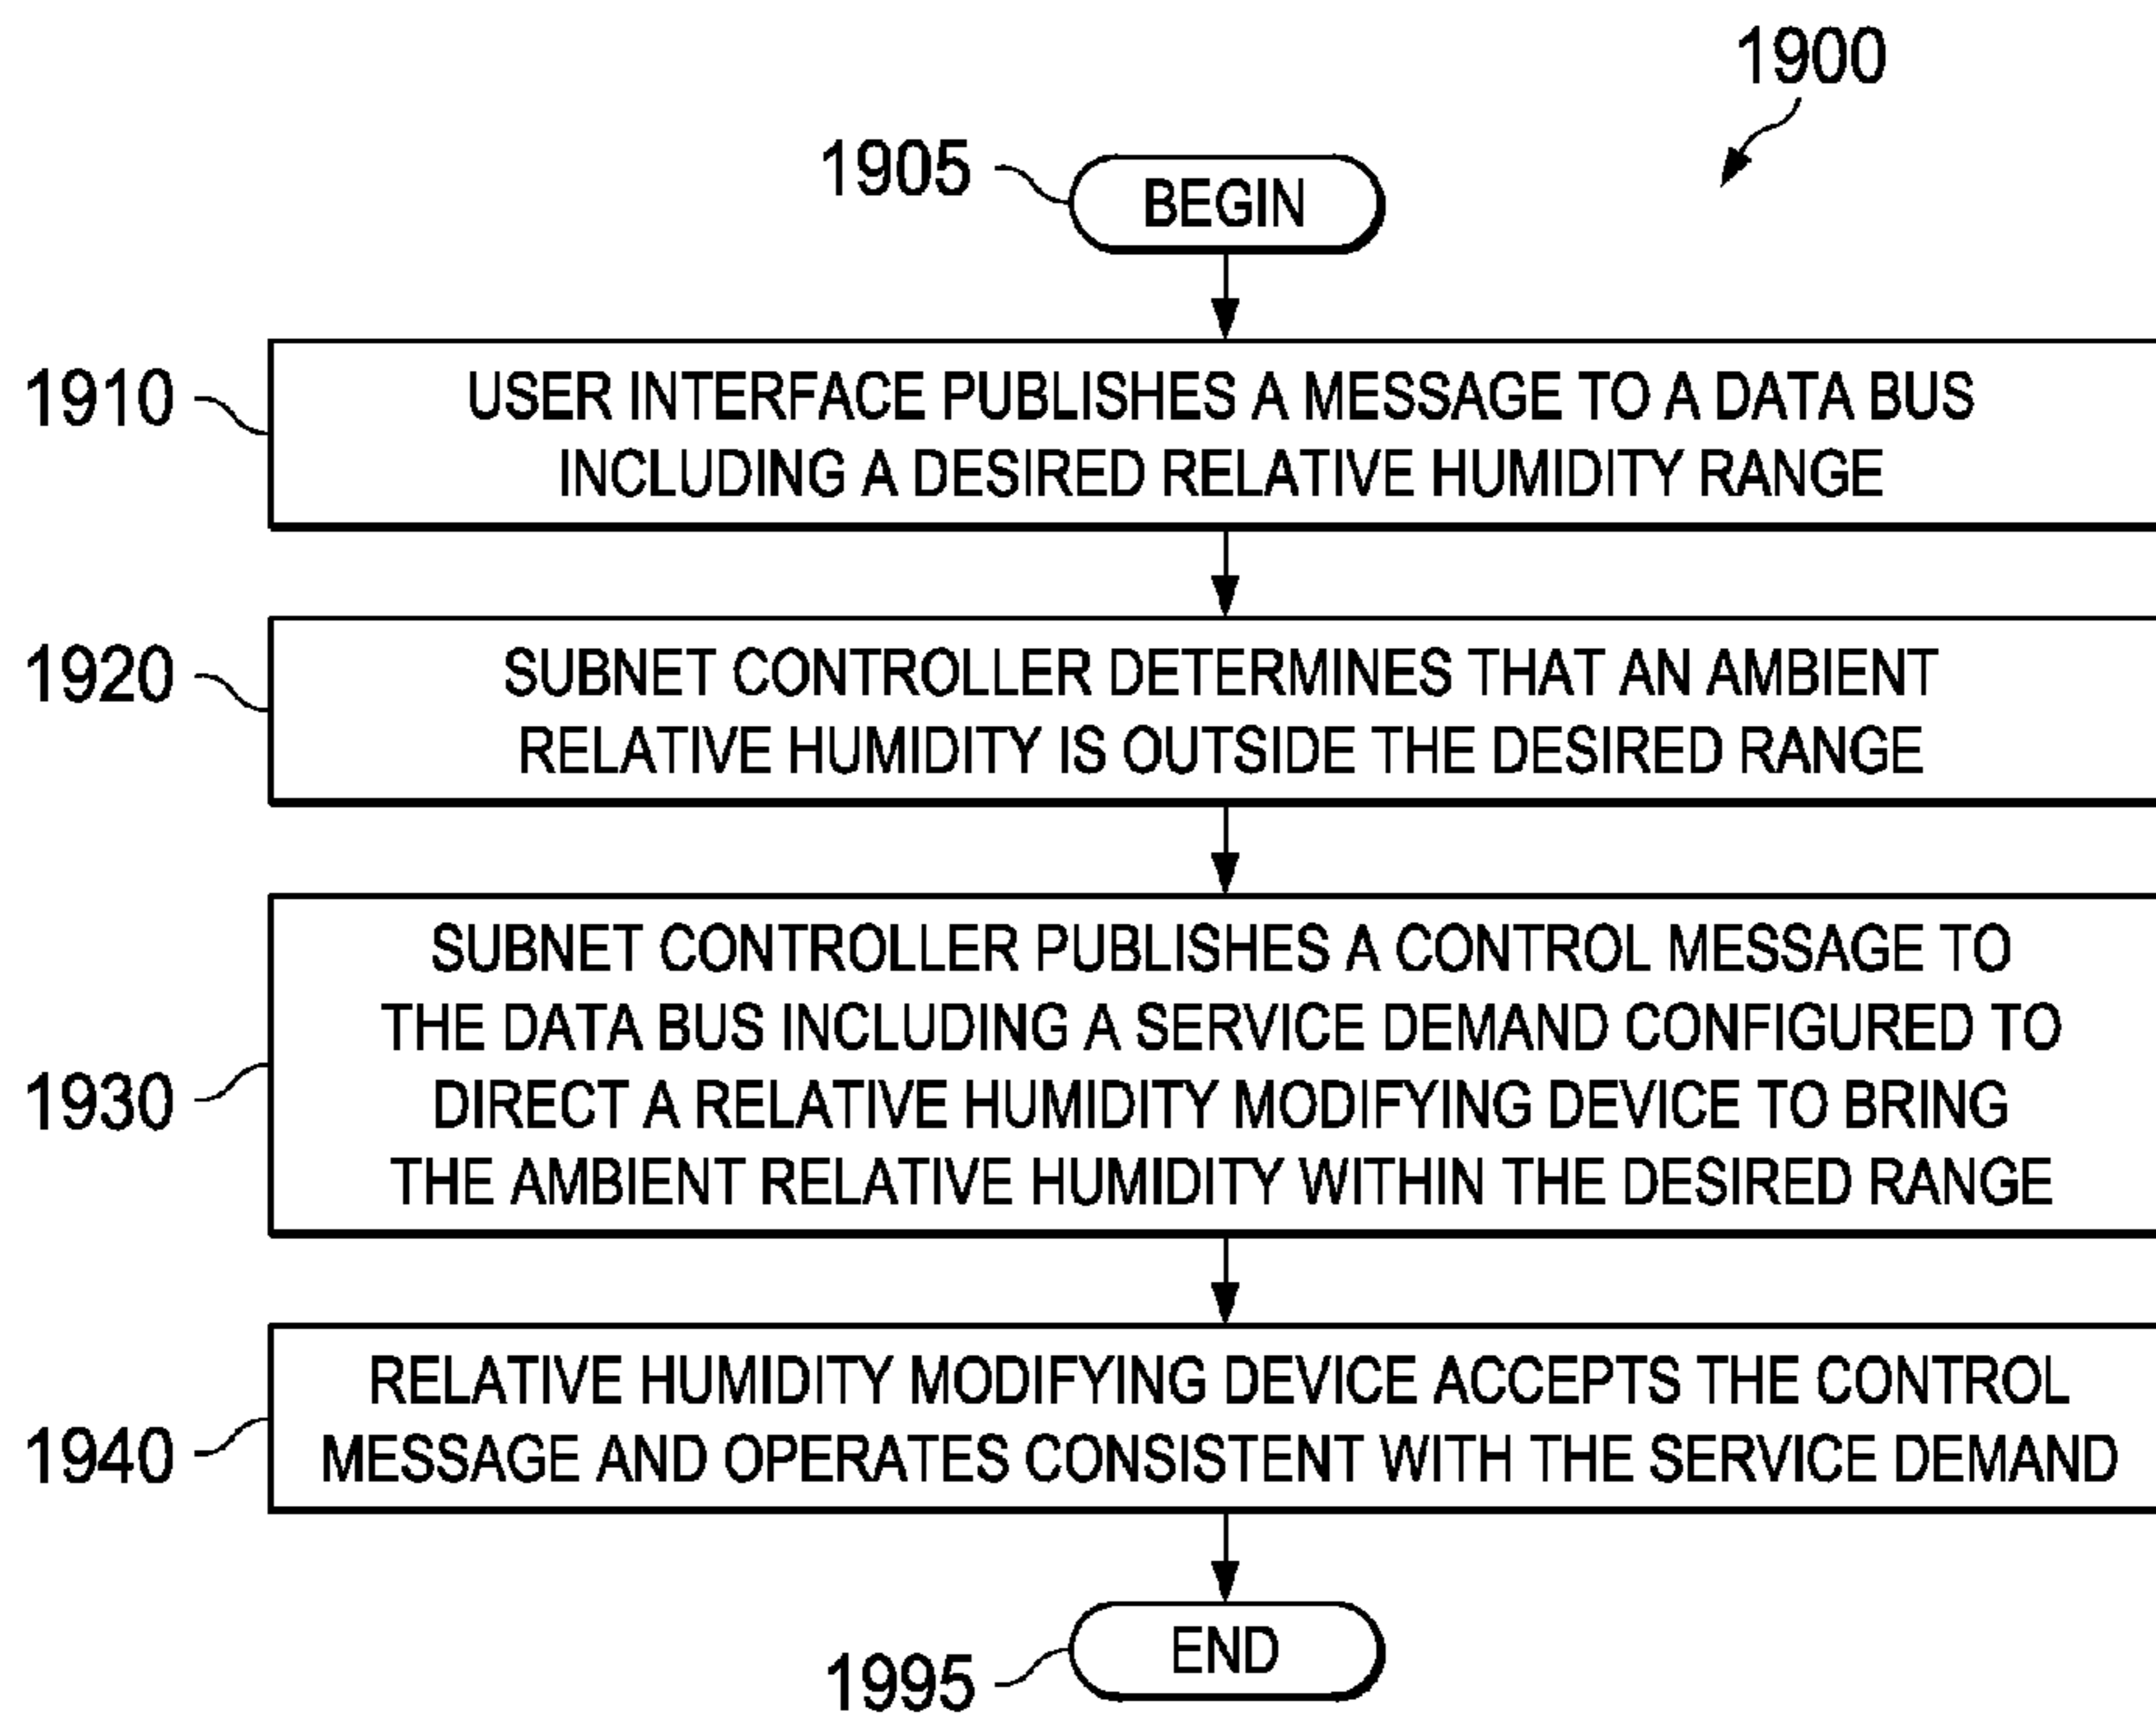 1900
1905
BEGIN
1910
USER INTERFACE PUBLISHES A MESSAGE TO A DATA BUS
INCLUDING A DESIRED RELATIVE HUMIDITY RANGE
1920
SUBNET CONTROLLER DETERMINES THAT AN AMBIENT
RELATIVE HUMIDITY IS OUTSIDE THE DESIRED RANGE
SUBNET CONTROLLER PUBLISHES A CONTROL MESSAGE TO
THE DATA BUS INCLUDING A SERVICE DEMAND CONFIGURED TO
1930
DIRECT A RELATIVE HUMIDITY MODIFYING DEVICE TO BRING
THE AMBIENT RELATIVE HUMIDITY WITHIN THE DESIRED RANGE
RELATIVE HUMIDITY MODIFYING DEVICE ACCEPTS THE CONTROL
1940
MESSAGE AND OPERATES CONSISTENT WITH THE SERVICE DEMAND
END
1995